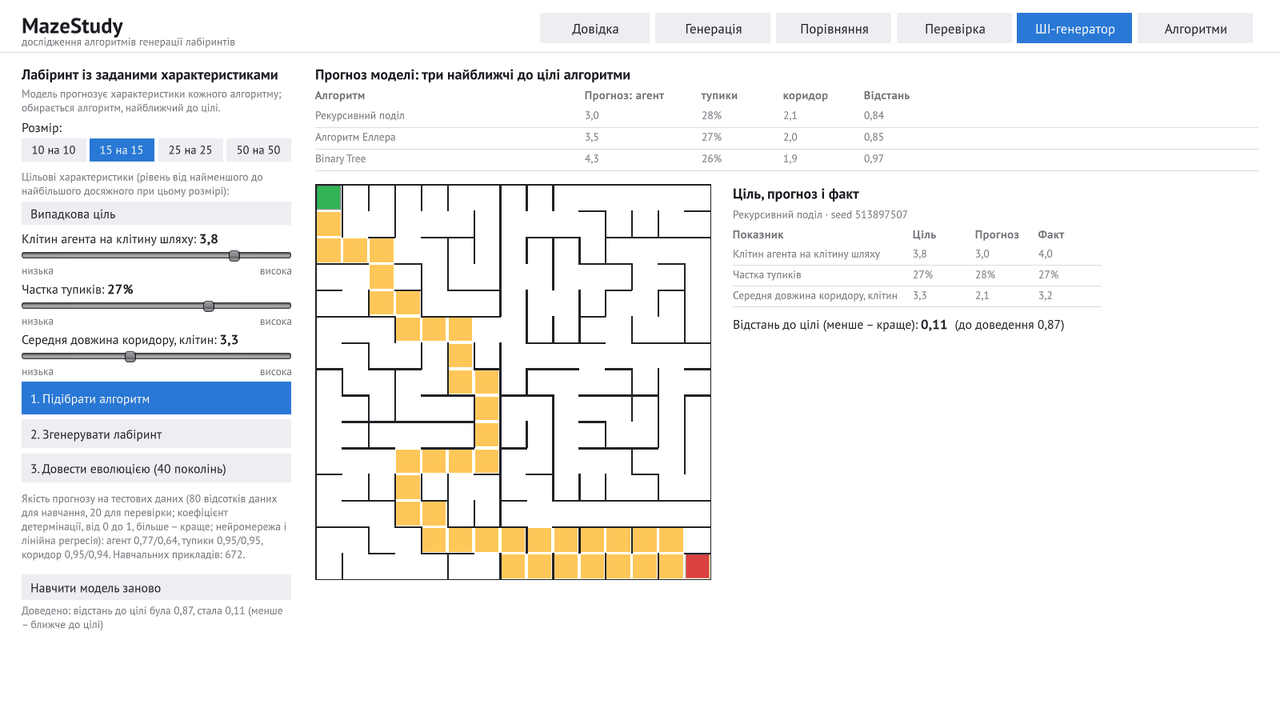 MazeStudy
дослідження алгоритмів генерації лабіринтів
Довідка
Генерація
Порівняння
Перевірка
ШІ-генератор
Алгоритми
Лабіринт із заданими характеристиками
Модель прогнозує характеристики кожного алгоритму;
обирається алгоритм, найближчий до цілі.
Розмір:
10 на 10
15 на 15
25 на 25
50 на 50
Цільові характеристики (рівень від найменшого до
найбільшого досяжного при цьому розмірі):
Випадкова ціль
Клітин агента на клітину шляху: 3,8
низька висока
Частка тупиків: 27%
низька висока
Середня довжина коридору, клітин: 3,3
низька висока
1. Підібрати алгоритм
2. Згенерувати лабіринт
3. Довести еволюцією (40 поколінь)
Якість прогнозу на тестових даних (80 відсотків даних
для навчання, 20 для перевірки; коефіцієнт
детермінації, від 0 до 1, більше – краще; нейромережа і
лінійна регресія): агент 0,77/0,64, тупики 0,95/0,95,
коридор 0,95/0,94. Навчальних прикладів: 672.
Навчити модель заново
Доведено: відстань до цілі була 0,87, стала 0,11 (менше
– ближче до цілі)
Прогноз моделі: три найближчі до цілі алгоритми
Алгоритм Прогноз: агент тупики коридор Відстань
Рекурсивний поділ 3,0 28% 2,1 0,84
Алгоритм Еллера 3,5 27% 2,0 0,85
Binary Tree 4,3 26% 1,9 0,97
Ціль, прогноз і факт
Рекурсивний поділ · seed 513897507
Показник Ціль Прогноз Факт
Клітин агента на клітину шляху 3,8 3,0 4,0
Частка тупиків 27% 28% 27%
Середня довжина коридору, клітин 3,3 2,1 3,2
Відстань до цілі (менше – краще): 0,11 (до доведення 0,87)